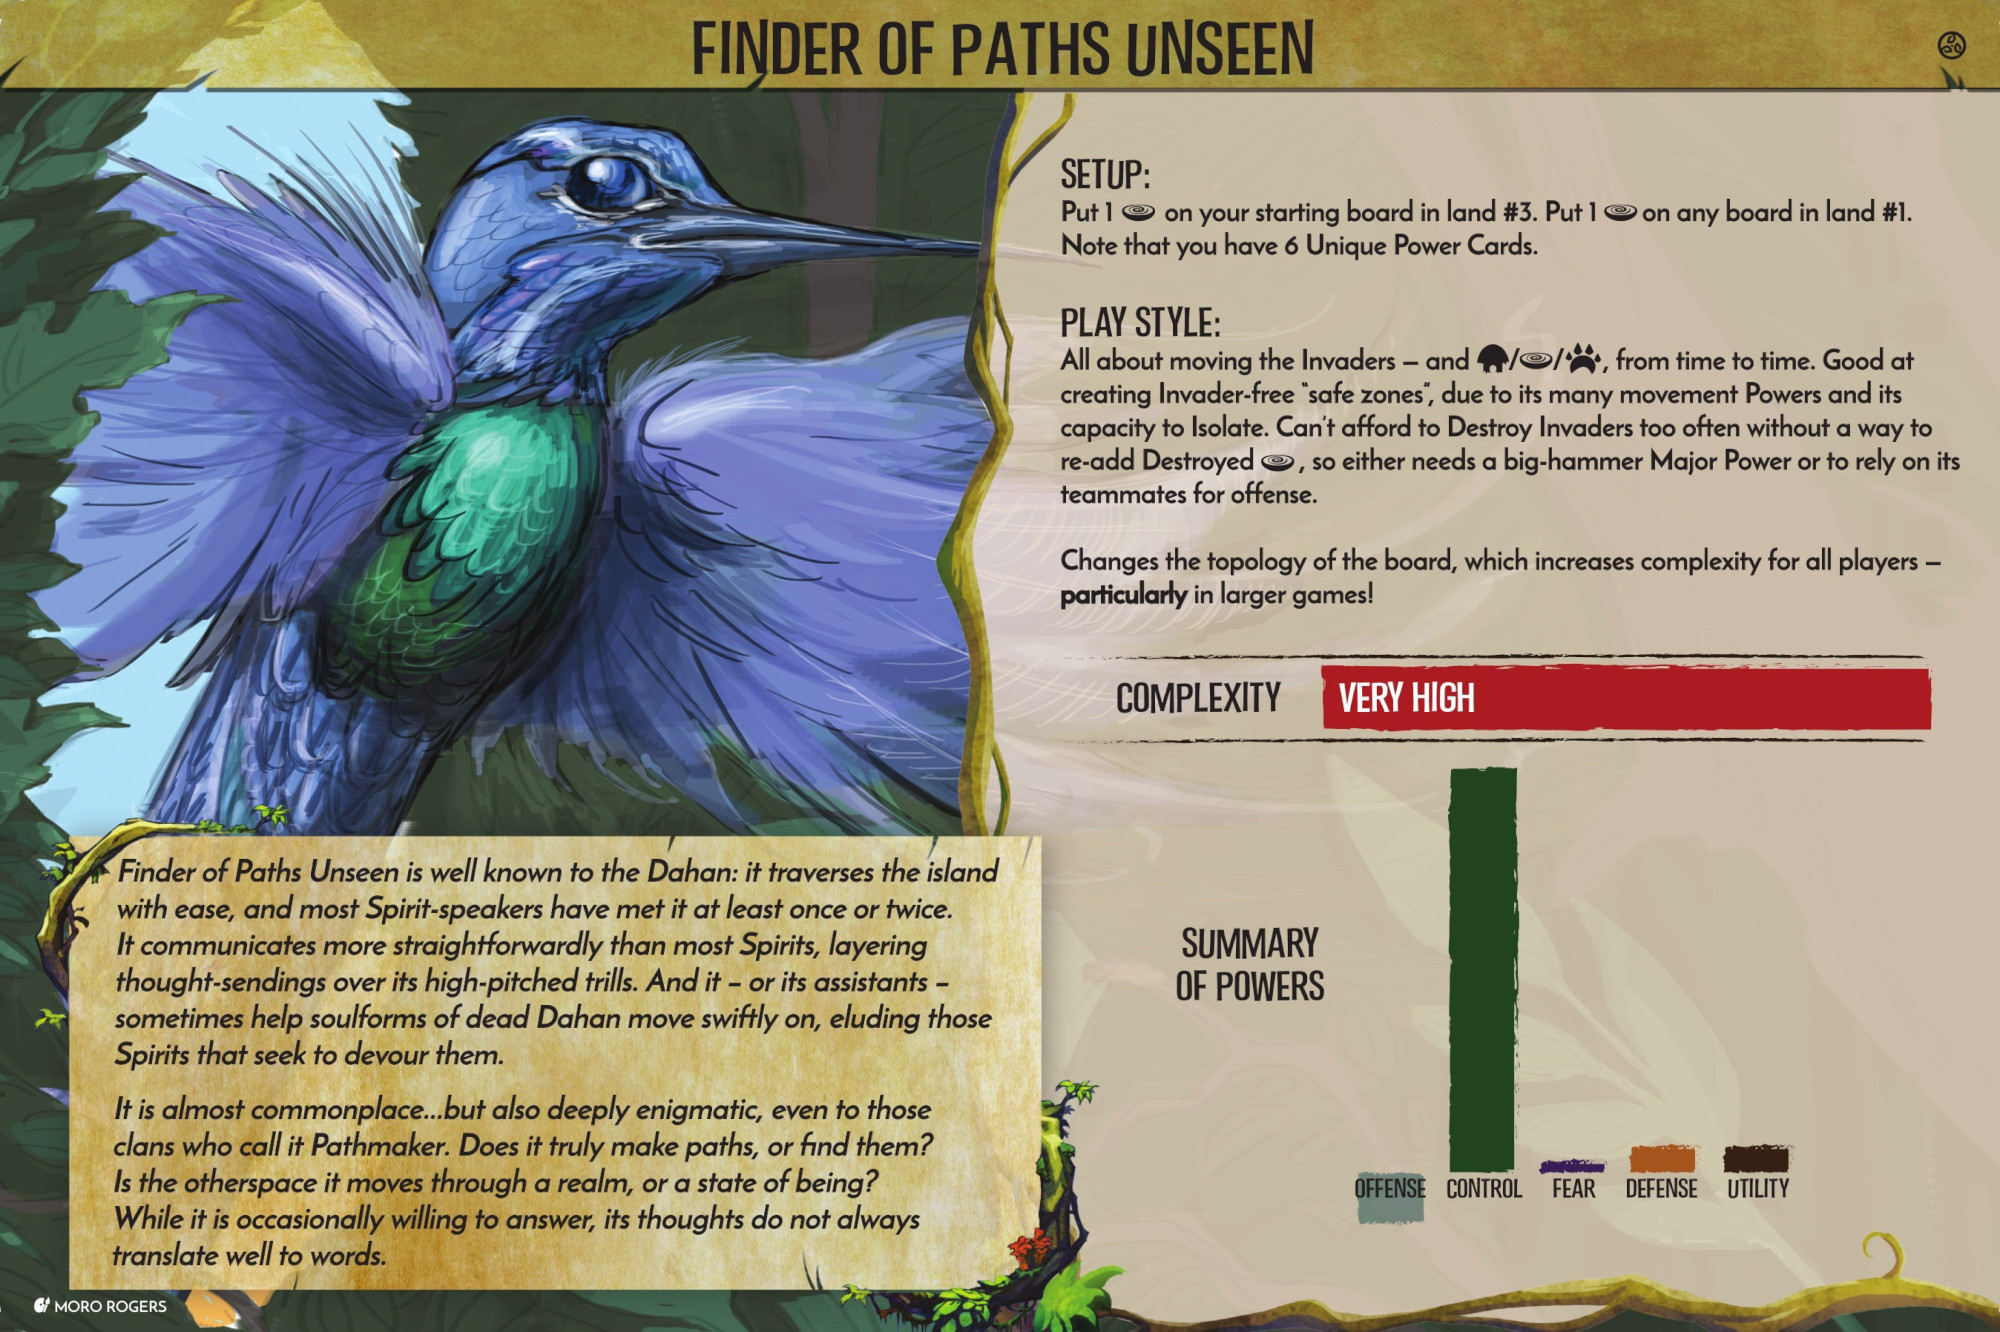 FINDER OF PATHS UNSEEN
SETUP:
Put 1 on your starting board in land #3. Put 1 on any board in land #1.
Note that you have 6 Unique Power Cards.
PLAY STYLE:
All about moving the Invaders – and / / , from time to time. Good at
creating Invader-free “safe zones”, due to its many movement Powers and its
capacity to Isolate. Can't afford to Destroy Invaders too often without a way to
re-add Destroyed , so either needs a big-hammer Major Power or to rely on its
teammates for offense.
Changes the topology of the board, which increases complexity for all players –
particularly in larger games!
COMPLEXITY VERY HIGH
SUMMARY
OF POWERS
OFFENSE CONTROL FEAR DEFENSE UTILITY
Finder of Paths Unseen is well known to the Dahan: it traverses the island
with ease, and most Spirit-speakers have met it at least once or twice.
It communicates more straightforwardly than most Spirits, layering
thought-sendings over its high-pitched trills. And it – or its assistants –
sometimes help soulforms of dead Dahan move swiftly on, eluding those
Spirits that seek to devour them.
It is almost commonplace...but also deeply enigmatic, even to those
clans who call it Pathmaker. Does it truly make paths, or find them?
Is the otherspace it moves through a realm, or a state of being?
While it is occasionally willing to answer, its thoughts do not always
translate well to words.
MORO ROGERS